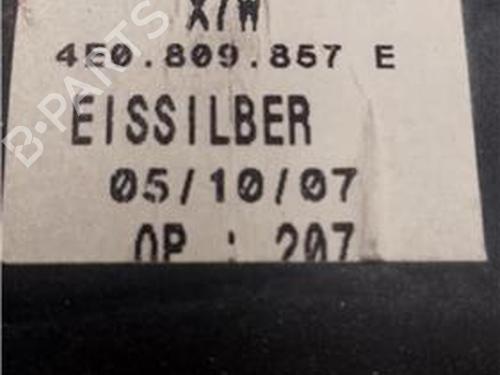 X/W
4E0.809.857 E
EISSILBER
05/10/07
OP : 207
B-PARTS